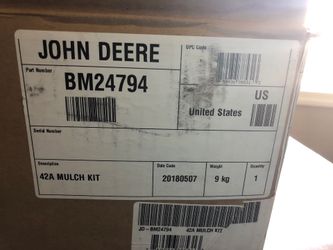 JOHN DEERE
UPC Code
Part Number
BM24794
US
United States
Serial Number
Description
Date Code
Weight
Quantity
42A MULCH KIT
20180507
9 kg
1
JD-BM24794 42A MULCH KIT